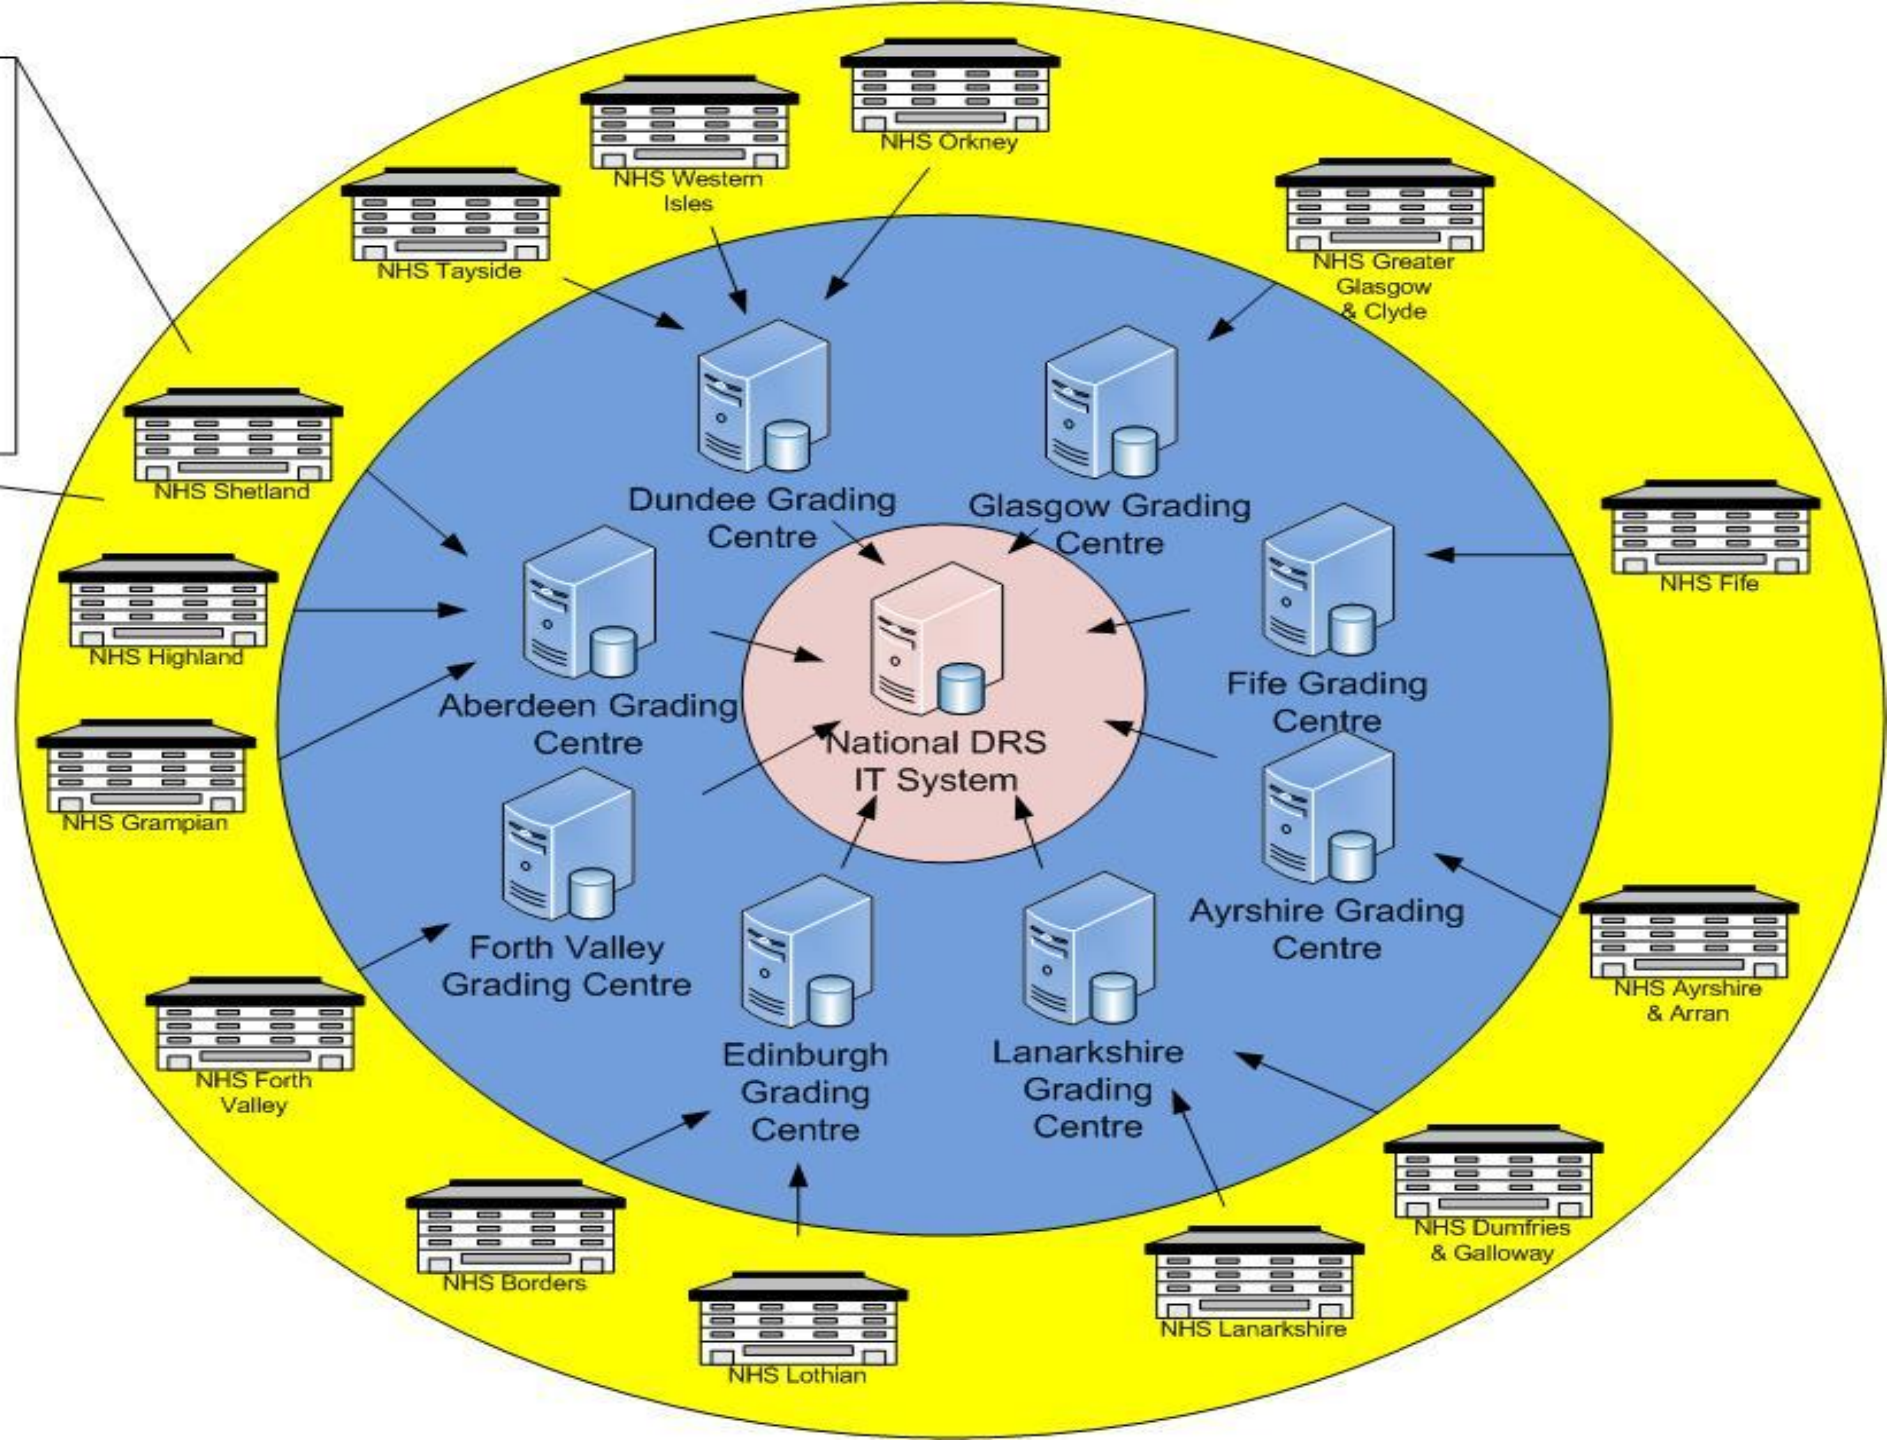 NHS Orkney
NHS Western
Isles
NHS Tayside
NHS Greater
Glasgow
& Clyde
NHS Shetland
Dundee Grading
Centre
Glasgow Grading
Centre
NHS Fife
NHS Highland
Aberdeen Grading
Centre
Fife Grading
Centre
National DRS
IT System
NHS Grampian
Forth Valley
Grading Centre
Ayrshire Grading
Centre
NHS Ayrshire
& Arran
NHS Forth
Valley
Edinburgh
Grading
Centre
Lanarkshire
Grading
Centre
NHS Dumfries
& Galloway
NHS Borders
NHS Lanarkshire
NHS Lothian